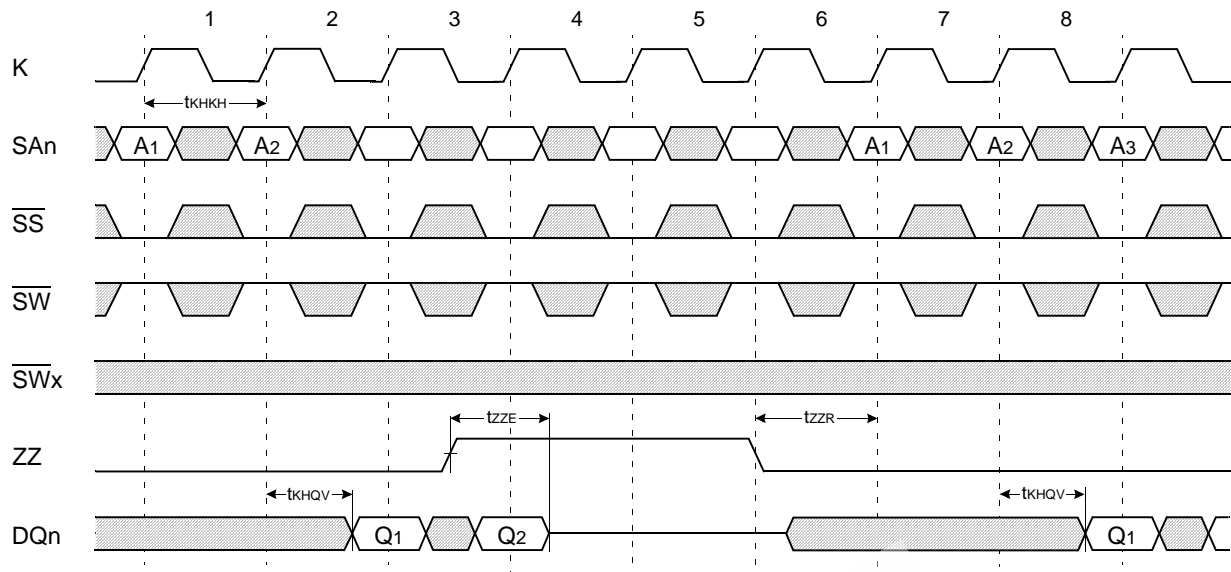 1 2 3 4 5 6 7 8
K
tKHKH
SAn A1 A2 A1 A2 A3
SS
SW
SWx
tZZE tZZR
ZZ
tKHQV tKHQV
DQn Q1 Q2 Q1